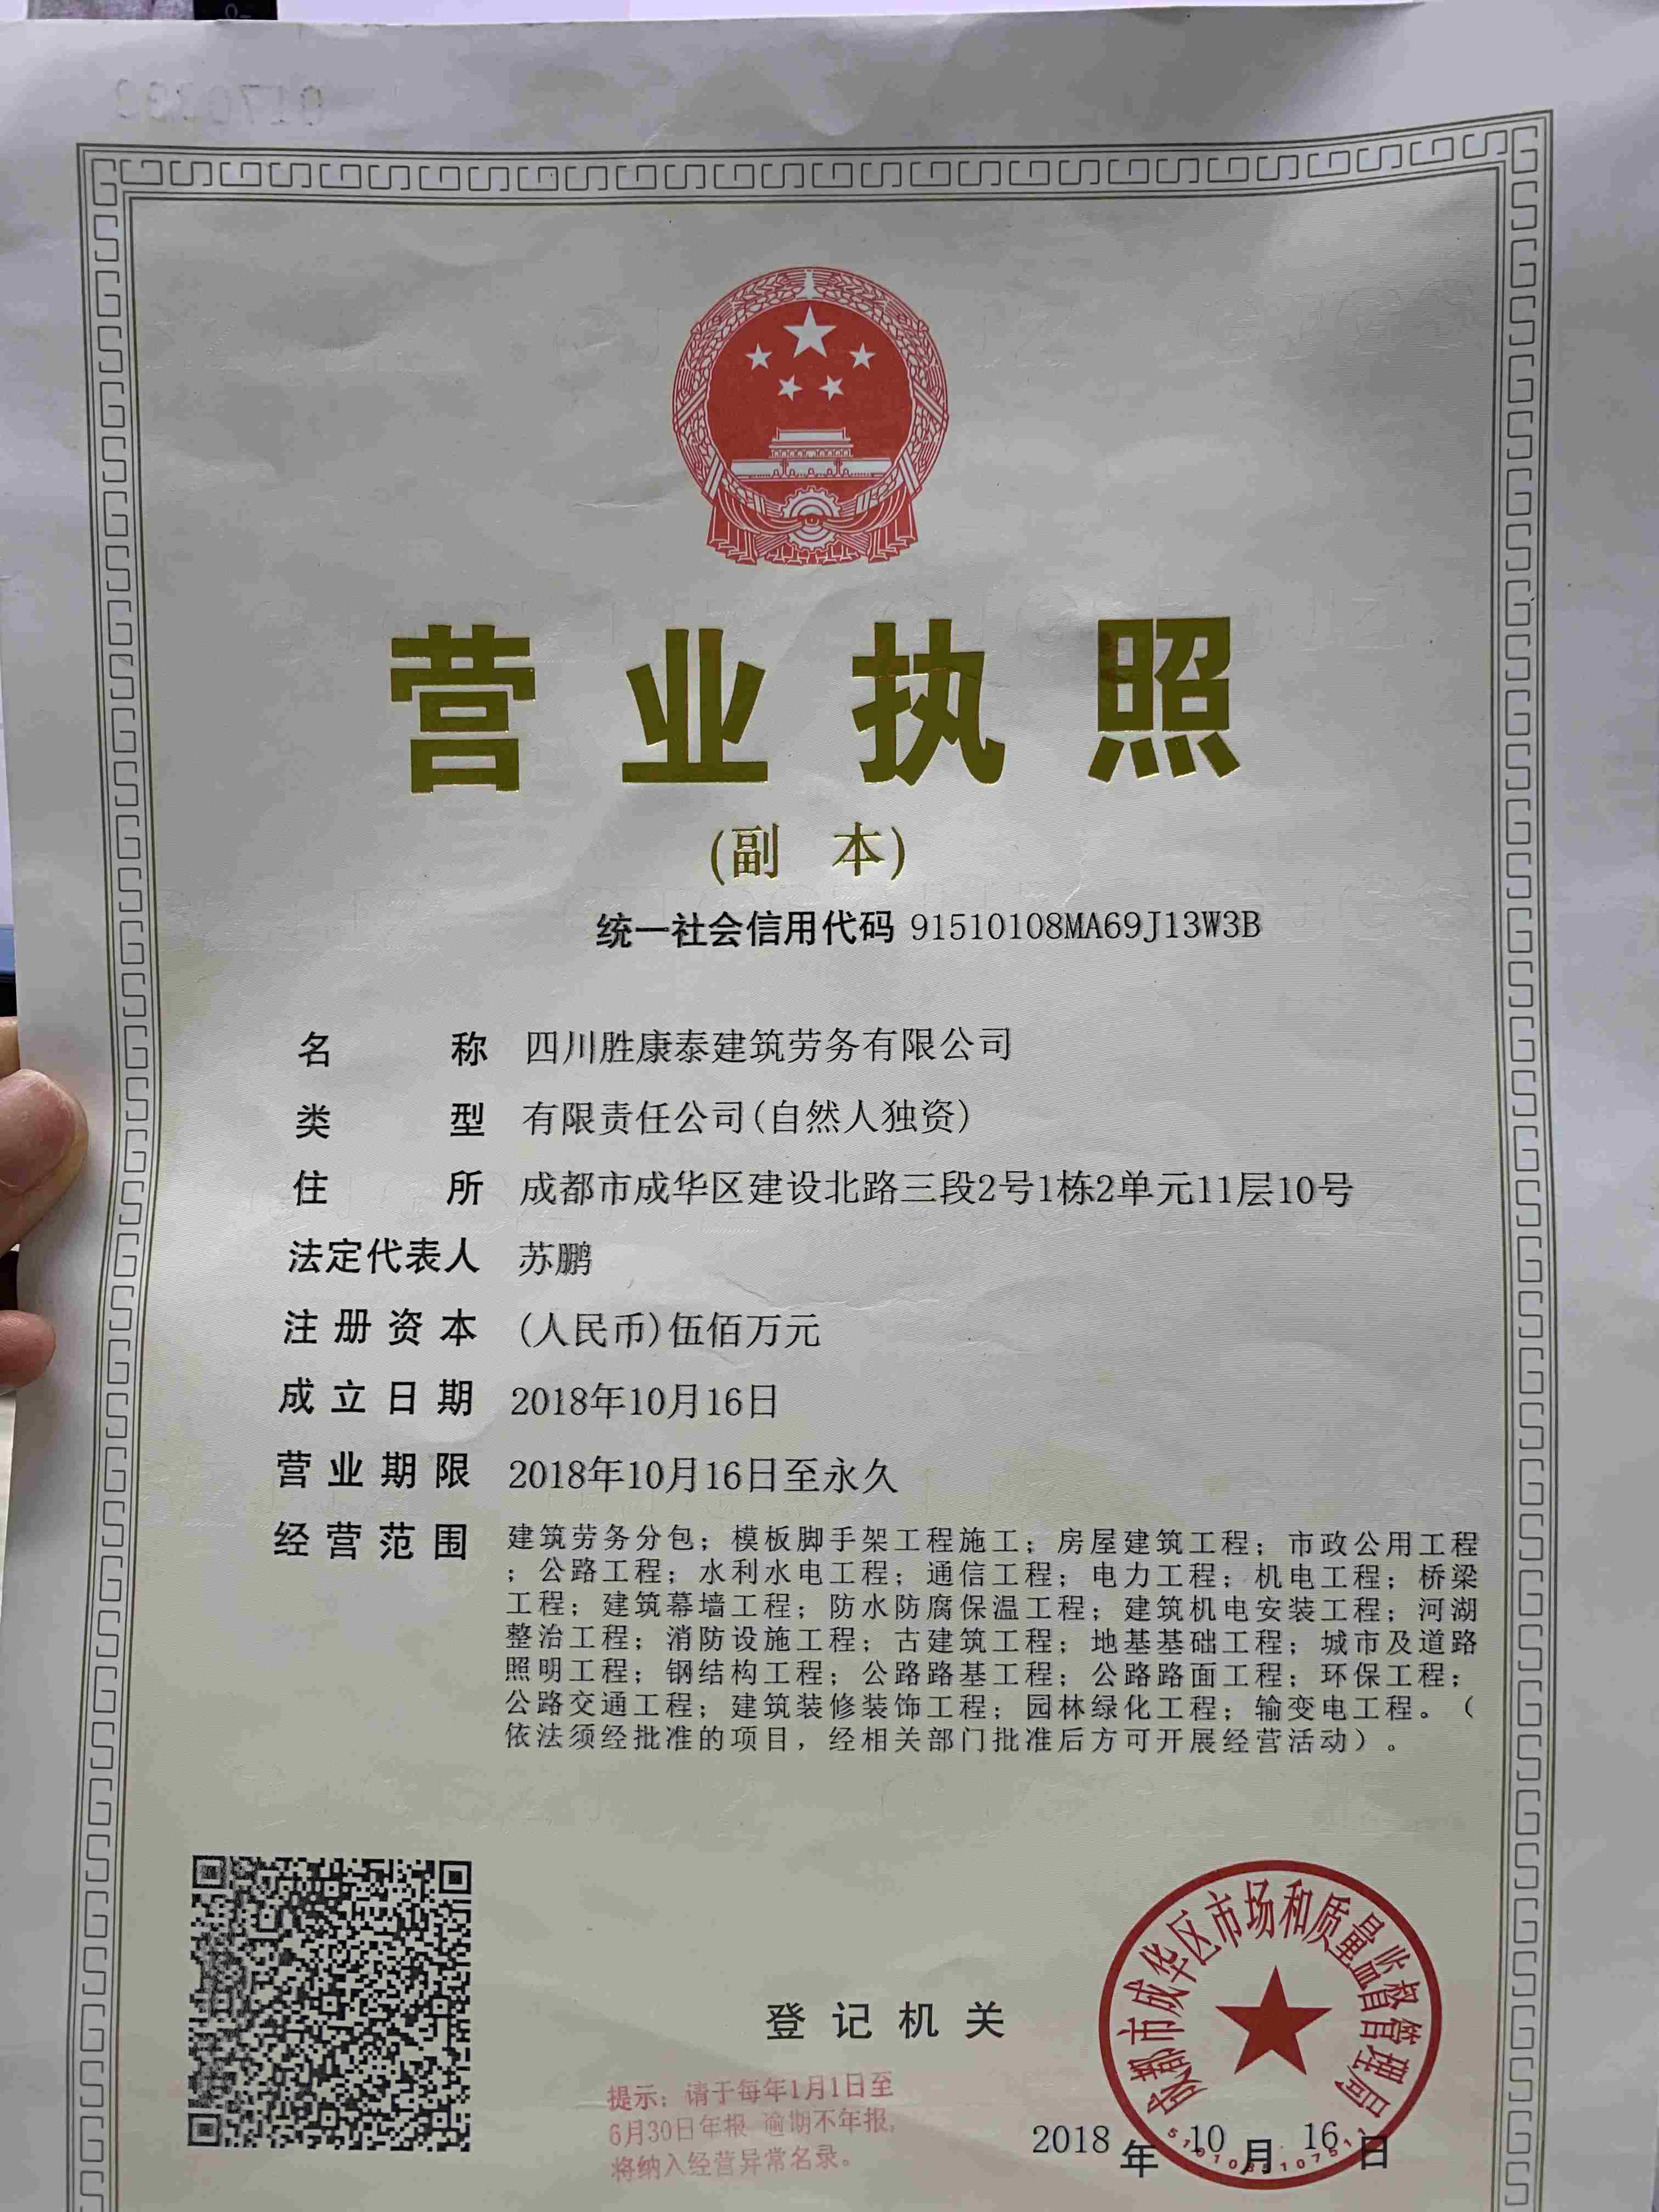 营业执照
(副 本)
统一社会信用代码 91510108MA69J13W3B
名 称 四川胜康泰建筑劳务有限公司
类 型 有限责任公司(自然人独资)
住 所 成都市成华区建设北路三段2号1栋2单元11层10号
法定代表人 苏鹏
注册资本 (人民币)伍佰万元
成立日期 2018年10月16日
营业期限 2018年10月16日至永久
经营范围 建筑劳务分包；模板脚手架工程施工；房屋建筑工程；市政公用工程
；公路工程；水利水电工程；通信工程；电力工程；机电工程；桥梁
工程；建筑幕墙工程；防水防腐保温工程；建筑机电安装工程；河湖
整治工程；消防设施工程；古建筑工程；地基基础工程；城市及道路
照明工程；钢结构工程；公路路基工程；公路路面工程；环保工程；
公路交通工程；建筑装修装饰工程；园林绿化工程；输变电工程。（
依法须经批准的项目，经相关部门批准后方可开展经营活动）。
成都市成华区市场和质量监督管理局
登记机关
提示：请于每年1月1日至
6月30日年报 逾期不年报,
将纳入经营异常名录。
2018 年 10 月 16 日